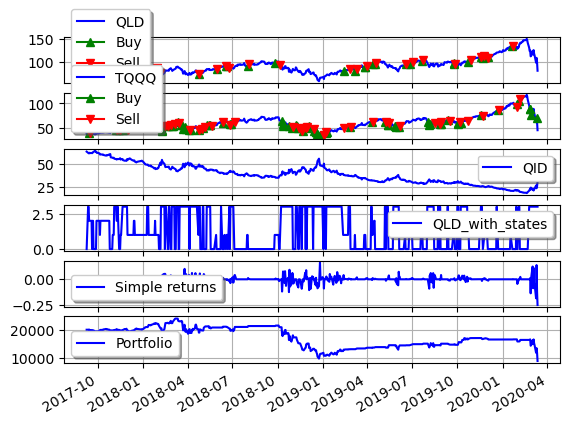 QLD
Buy
Sell
TQQQ
Buy
Sell
150
100
100
50
QID
50
25
QLD_with_states
2.5
0.0
Simple returns
0.00
−0.25
Portfolio
20000
10000
2017-10
2018-01
2018-04
2018-07
2018-10
2019-01
2019-04
2019-07
2019-10
2020-01
2020-04